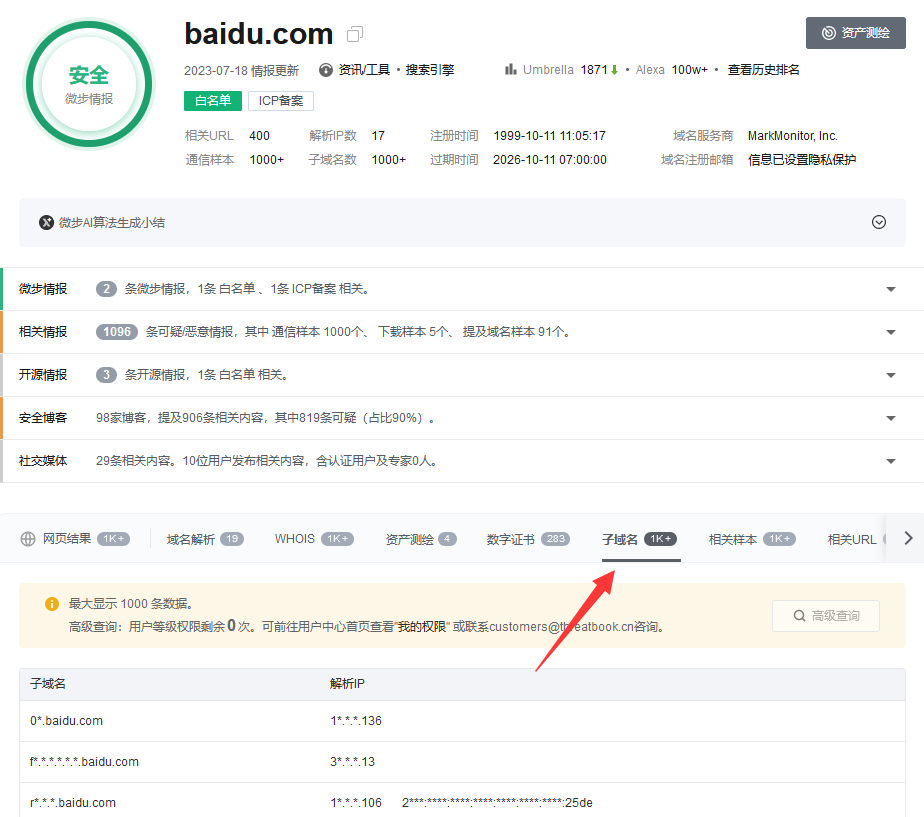 baidu.com
资产测绘
安全
微步情报
2023-07-18 情报更新 资讯/工具 • 搜索引擎 Umbrella 1871 • Alexa 100w+ • 查看历史排名
白名单 ICP备案
相关URL 400 解析IP数 17 注册时间 1999-10-11 11:05:17 域名服务商 MarkMonitor, Inc.
通信样本 1000+ 子域名数 1000+ 过期时间 2026-10-11 07:00:00 域名注册邮箱 信息已设置隐私保护
X 微步AI算法生成小结
微步情报 2 条微步情报，1条 白名单 、1条 ICP备案 相关。
相关情报 1096 条可疑/恶意情报，其中 通信样本 1000个、 下载样本 5个、 提及域名样本 91个。
开源情报 3 条开源情报，1条 白名单 相关。
安全博客 98家博客，提及906条相关内容，其中819条可疑（占比90%）。
社交媒体 29条相关内容。10位用户发布相关内容，含认证用户及专家0人。
网页结果 1K+ 域名解析 19 WHOIS 1K+ 资产测绘 4 数字证书 283 子域名 1K+ 相关样本 1K+ 相关URL
最大显示 1000 条数据。
高级查询：用户等级权限剩余 0 次。可前往用户中心首页查看"我的权限" 或联系customers@threatbook.cn咨询。
高级查询
子域名 解析IP
0*.baidu.com 1*.*.*.136
f*.*.*.*.*.*.baidu.com 3*.*.*.13
r*.*.*.baidu.com 1*.*.*.106 2***:****:****:****:****:****:****:25de